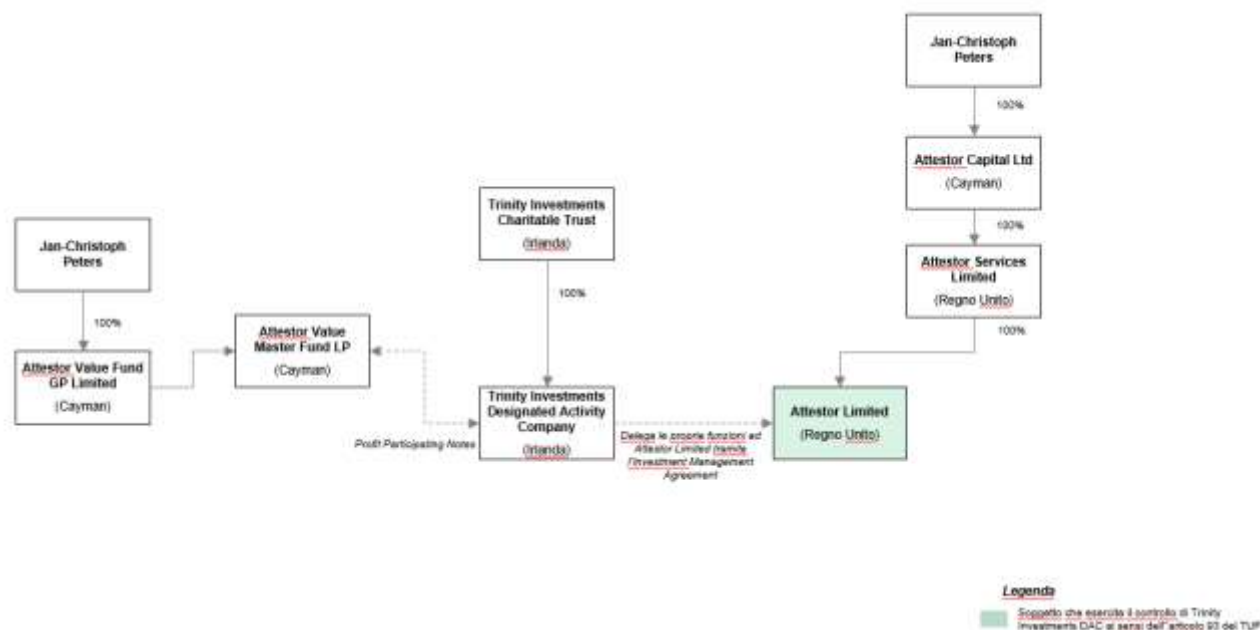 Jan-Christoph
Peters
100%
Attestor Capital Ltd
(Cayman)
100%
Attestor Services
Limited
(Regno Unito)
100%
Trinity Investments
Charitable Trust
(Irlanda)
100%
Jan-Christoph
Peters
100%
Attestor Value Fund
GP Limited
(Cayman)
Attestor Value
Master Fund LP
(Cayman)
Profit Participating Notes
Trinity Investments
Designated Activity
Company
(Irlanda)
Delega le proprie funzioni ad
Attestor Limited tramite
l'Investment Management
Agreement
Attestor Limited
(Regno Unito)
Legenda
Soggetto che esercita il controllo di Trinity
Investments DAC ai sensi dell'articolo 93 del TUF